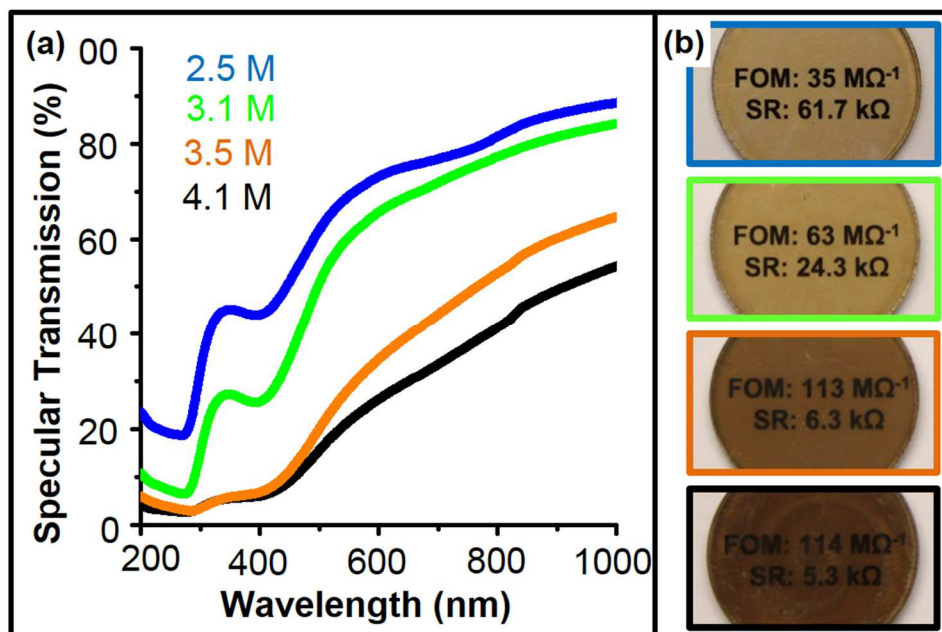 (a)
2.5 M
3.1 M
3.5 M
4.1 M
Specular Transmission (%)
00
80
60
40
20
0
200 400 600 800 1000
Wavelength (nm)
(b)
FOM: 35 MΩ⁻¹
SR: 61.7 kΩ
FOM: 63 MΩ⁻¹
SR: 24.3 kΩ
FOM: 113 MΩ⁻¹
SR: 6.3 kΩ
FOM: 114 MΩ⁻¹
SR: 5.3 kΩ